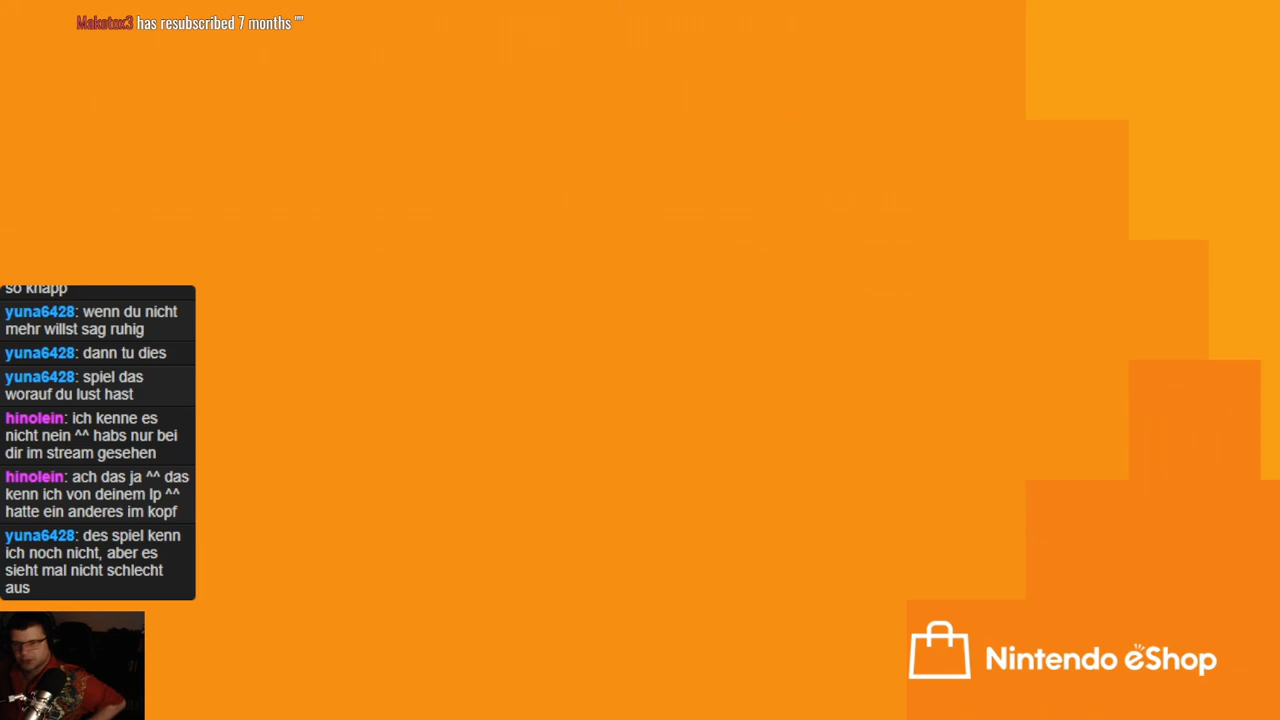 Makotox3 has resubscribed 7 months ""
so knapp
yuna6428: wenn du nicht
mehr willst sag ruhig
yuna6428: dann tu dies
yuna6428: spiel das
worauf du lust hast
hinolein: ich kenne es
nicht nein ^^ habs nur bei
dir im stream gesehen
hinolein: ach das ja ^^ das
kenn ich von deinem lp ^^
hatte ein anderes im kopf
yuna6428: des spiel kenn
ich noch nicht, aber es
sieht mal nicht schlecht
aus
Nintendo eShop